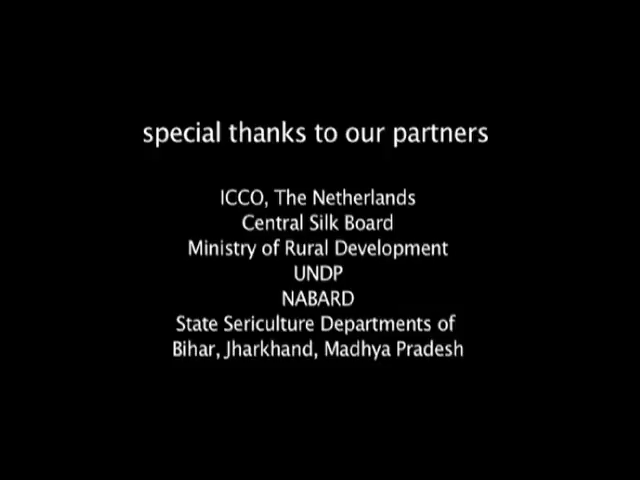 special thanks to our partners
ICCO, The Netherlands
Central Silk Board
Ministry of Rural Development
UNDP
NABARD
State Sericulture Departments of
Bihar, Jharkhand, Madhya Pradesh